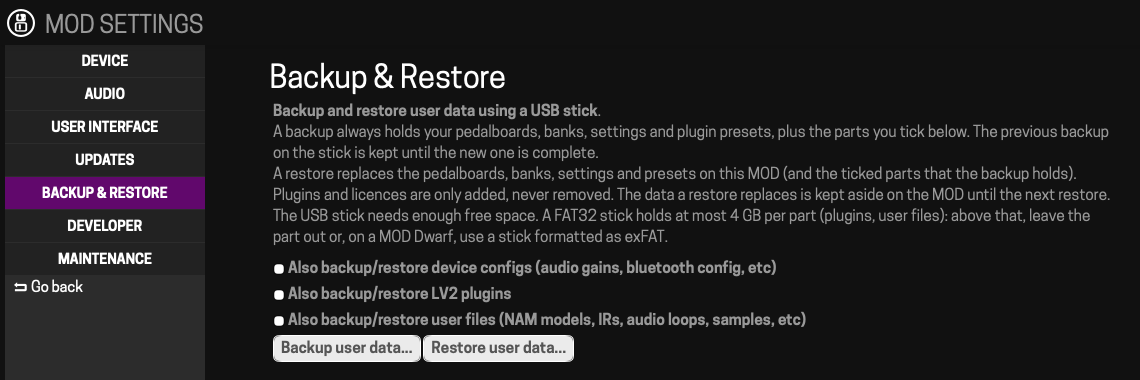 MOD SETTINGS
DEVICE
AUDIO
USER INTERFACE
UPDATES
BACKUP & RESTORE
DEVELOPER
MAINTENANCE
Go back
Backup & Restore
Backup and restore user data using a USB stick.
A backup always holds your pedalboards, banks, settings and plugin presets, plus the parts you tick below. The previous backup
on the stick is kept until the new one is complete.
A restore replaces the pedalboards, banks, settings and presets on this MOD (and the ticked parts that the backup holds).
Plugins and licences are only added, never removed. The data a restore replaces is kept aside on the MOD until the next restore.
The USB stick needs enough free space. A FAT32 stick holds at most 4 GB per part (plugins, user files): above that, leave the
part out or, on a MOD Dwarf, use a stick formatted as exFAT.
Also backup/restore device configs (audio gains, bluetooth config, etc)
Also backup/restore LV2 plugins
Also backup/restore user files (NAM models, IRs, audio loops, samples, etc)
Backup user data... Restore user data...